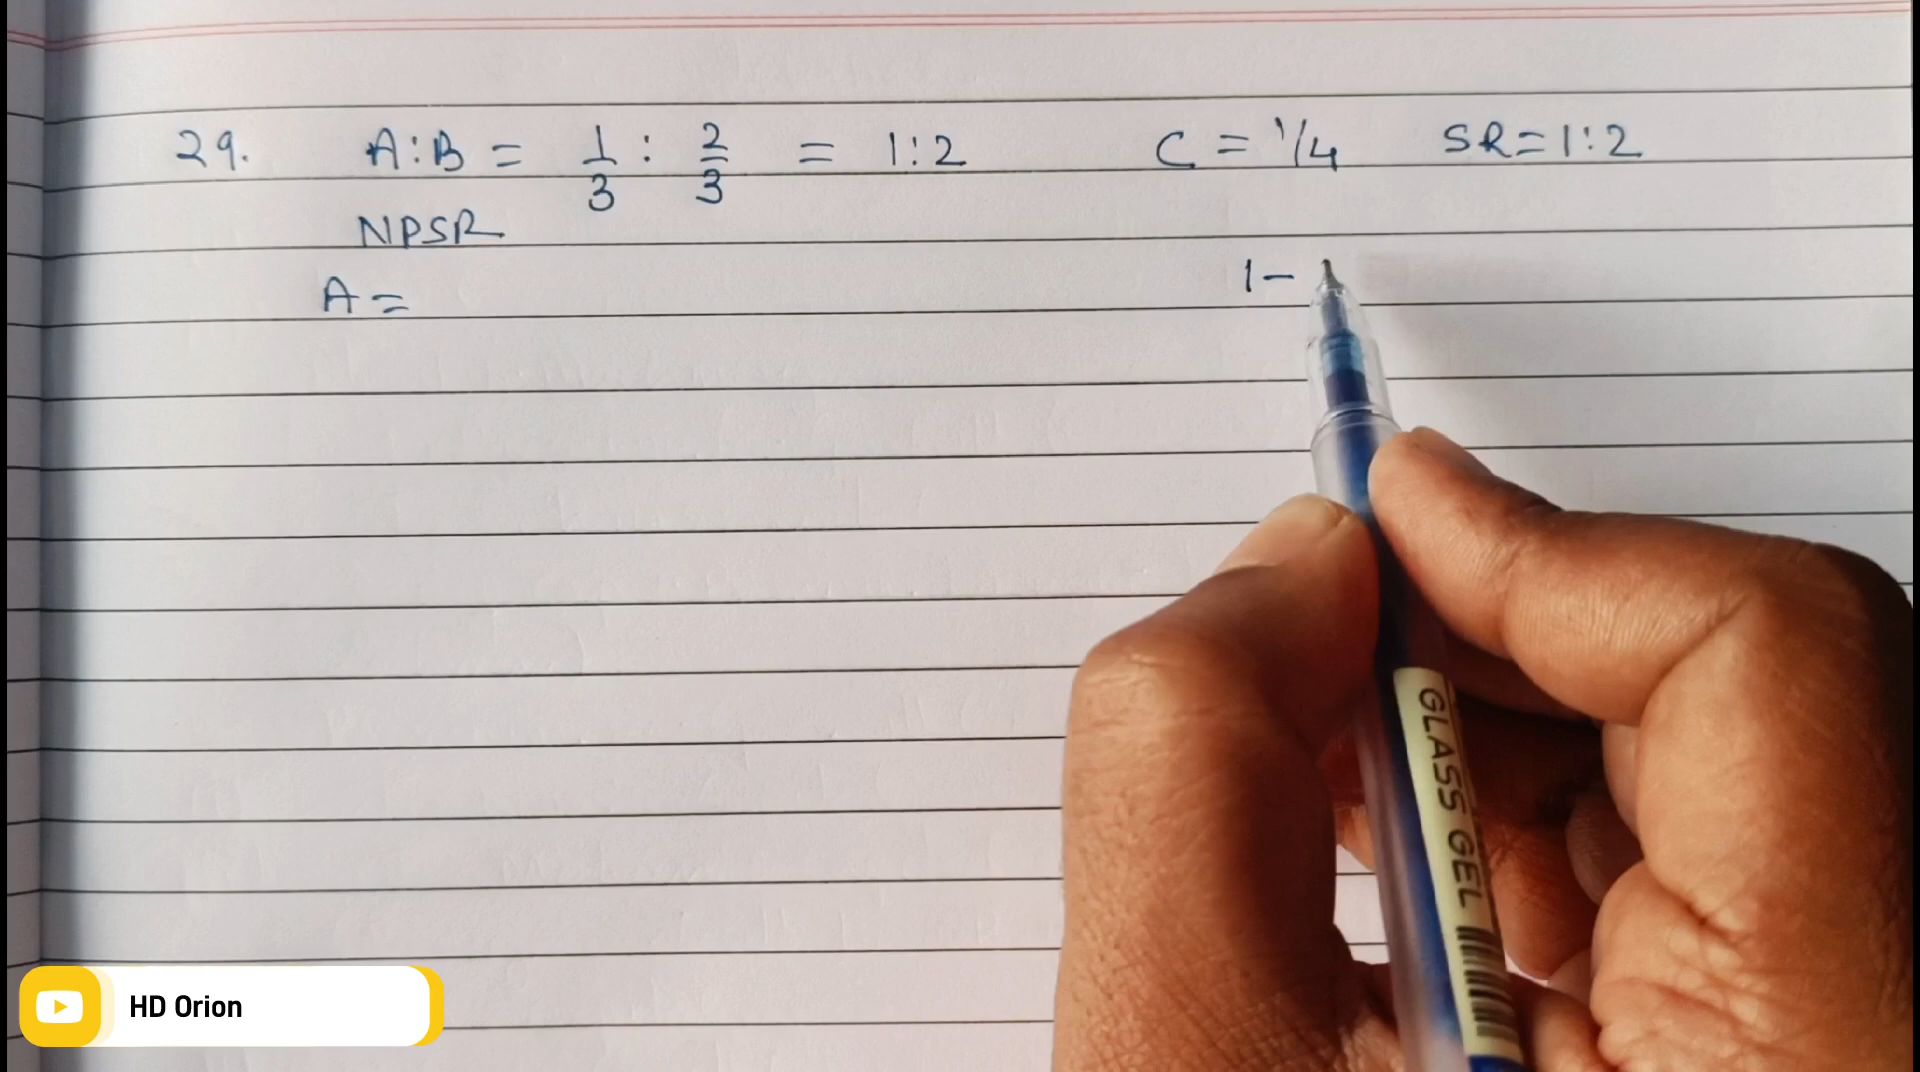 29. A:B = 1/3 : 2/3 = 1:2 C = 1/4 SR=1:2
NPSR
A = 1-
GLASS GEL
HD Orion